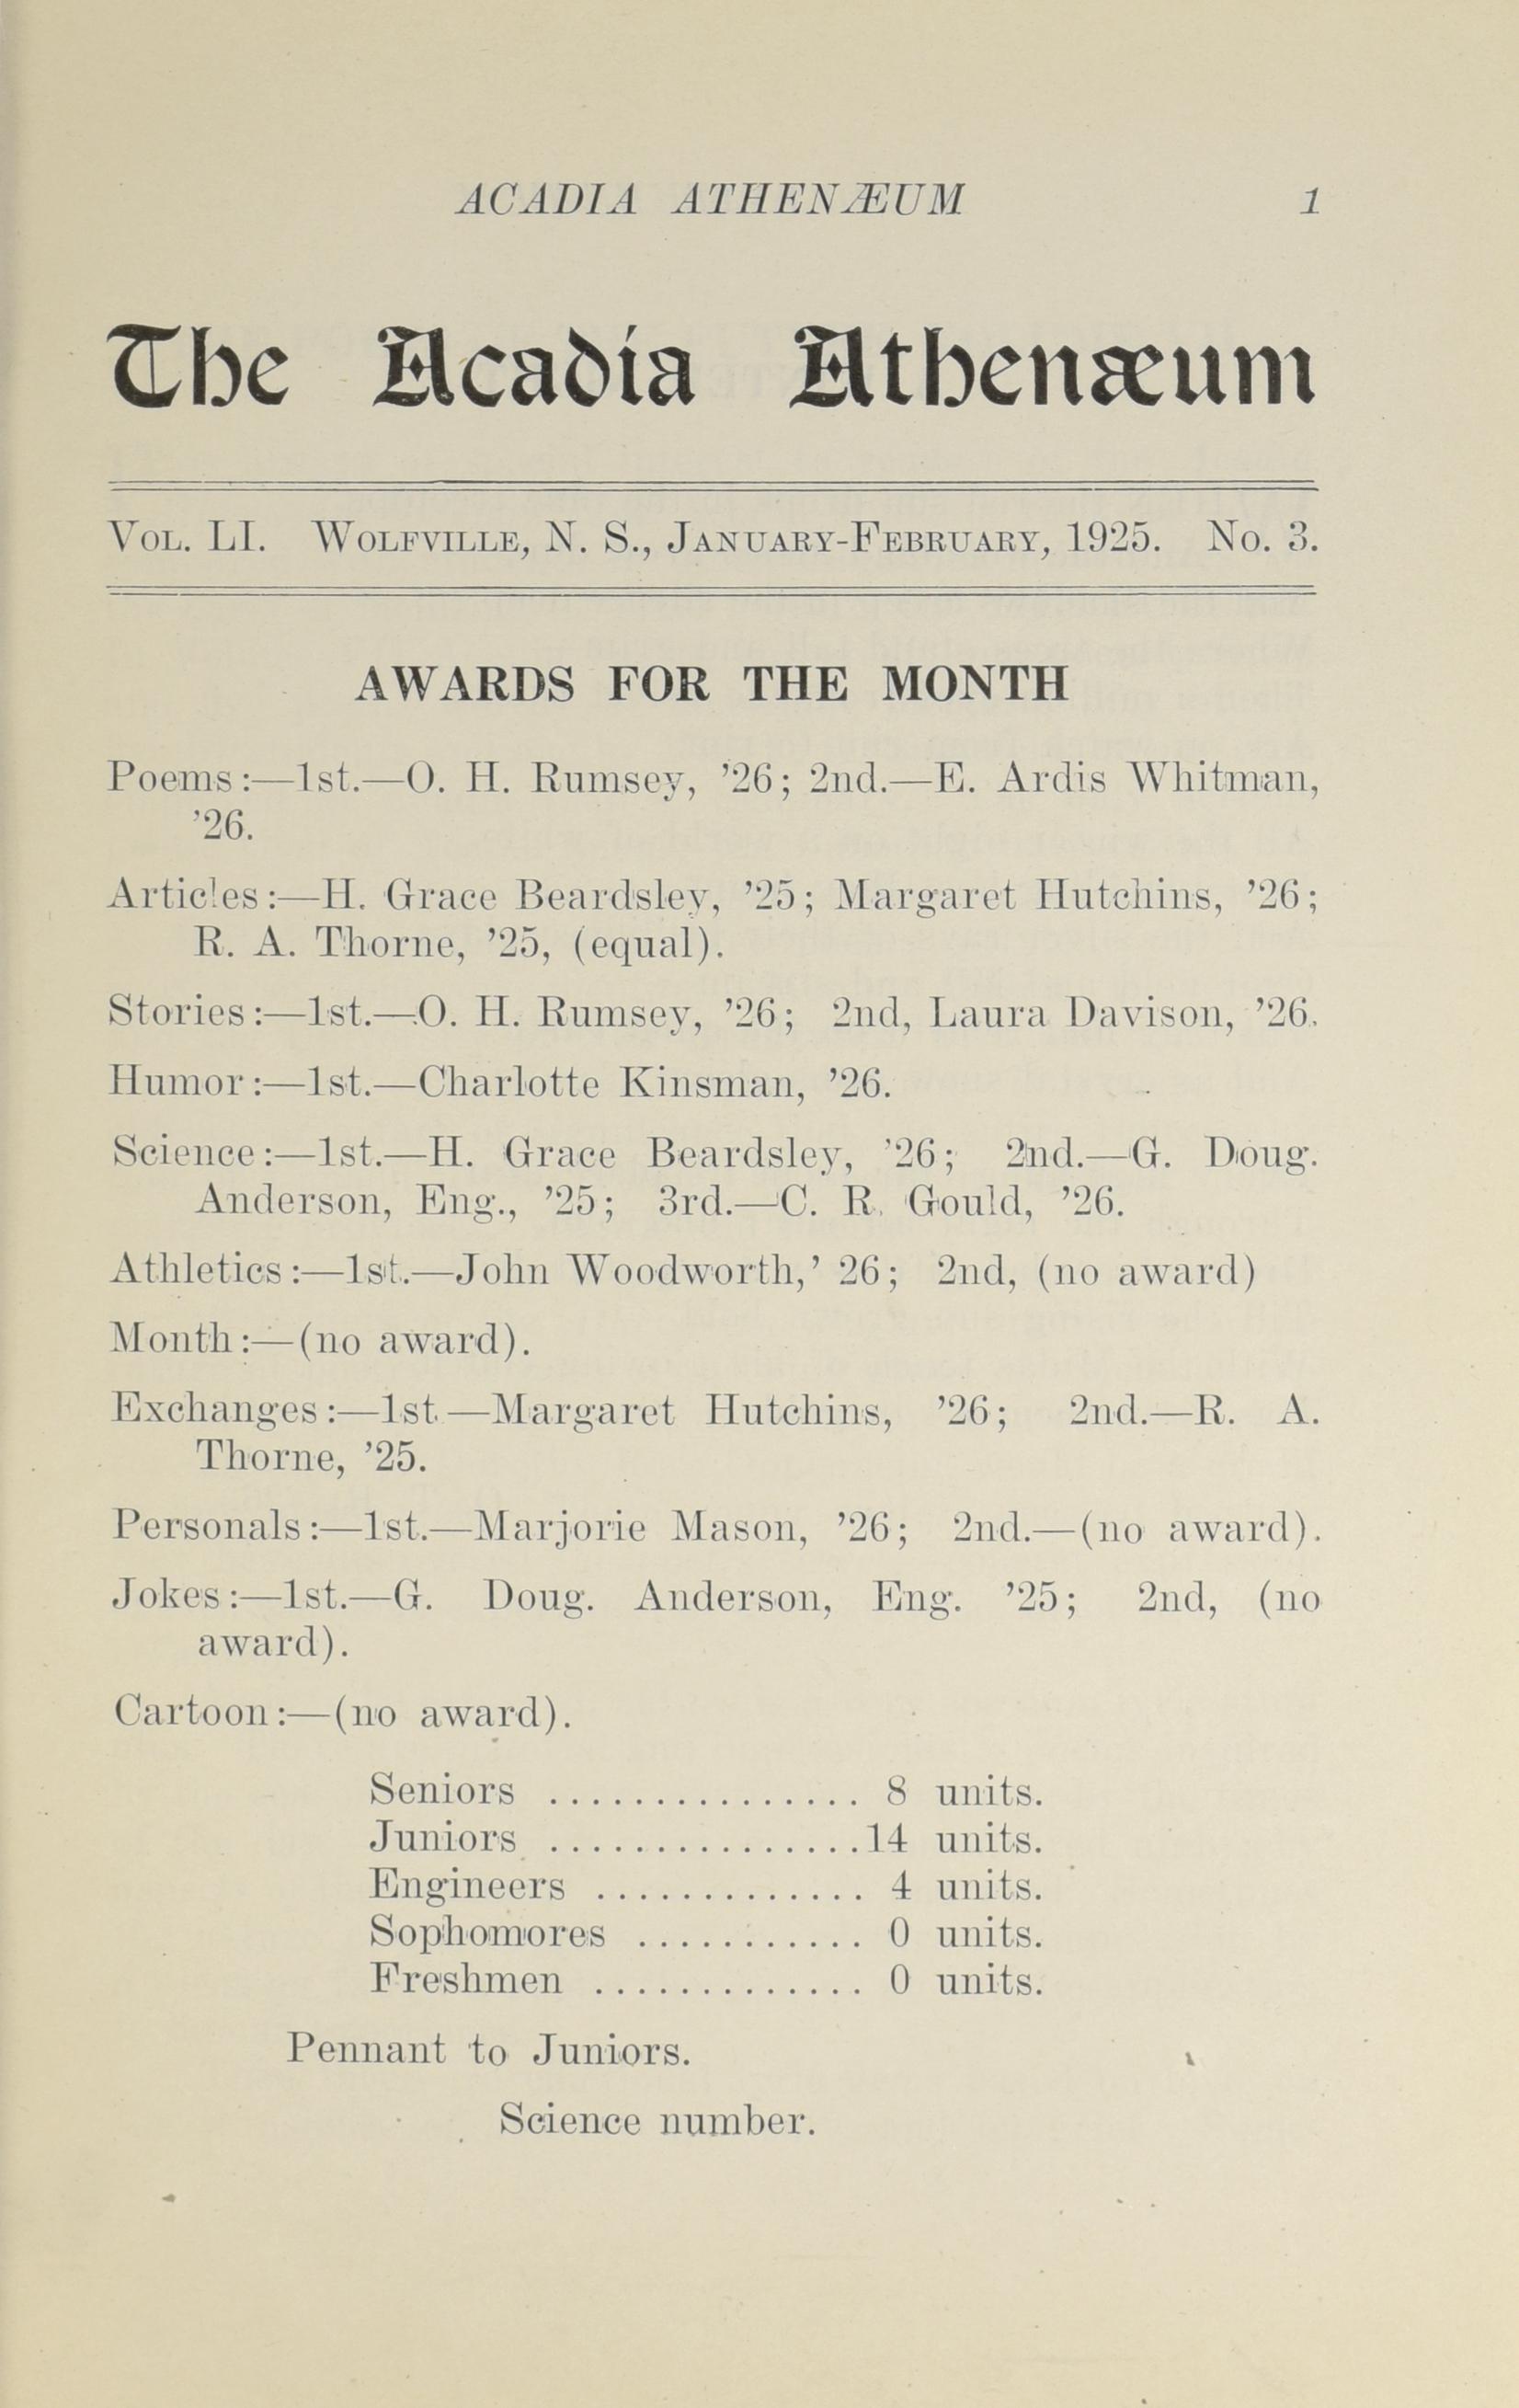 ACADIA ATHENÆUM 1
The Acadia Athenæum
VOL. LI. WOLFVILLE, N. S., JANUARY-FEBRUARY, 1925. NO. 3.
AWARDS FOR THE MONTH
Poems:—1st.—O. H. Rumsey, ’26; 2nd.—E. Ardis Whitman,
’26.
Articles:—H. Grace Beardsley, ’25; Margaret Hutchins, ’26;
R. A. Thorne, ’25, (equal).
Stories:—1st.—O. H. Rumsey, ’26; 2nd, Laura Davison, ’26.
Humor:—1st.—Charlotte Kinsman, ’26.
Science:—1st.—H. Grace Beardsley, ’26; 2nd.—G. Doug.
Anderson, Eng., ’25; 3rd.—C. R. Gould, ’26.
Athletics:—1st.—John Woodworth,’ 26; 2nd, (no award)
Month:—(no award).
Exchanges:—1st.—Margaret Hutchins, ’26; 2nd.—R. A.
Thorne, ’25.
Personals:—1st.—Marjorie Mason, ’26; 2nd.—(no award).
Jokes:—1st.—G. Doug. Anderson, Eng. ’25; 2nd, (no
award).
Cartoon:—(no award).
Seniors ............... 8 units.
Juniors ...............14 units.
Engineers ............. 4 units.
Sophomores ........... 0 units.
Freshmen ............. 0 units.
Pennant to Juniors.
Science number.